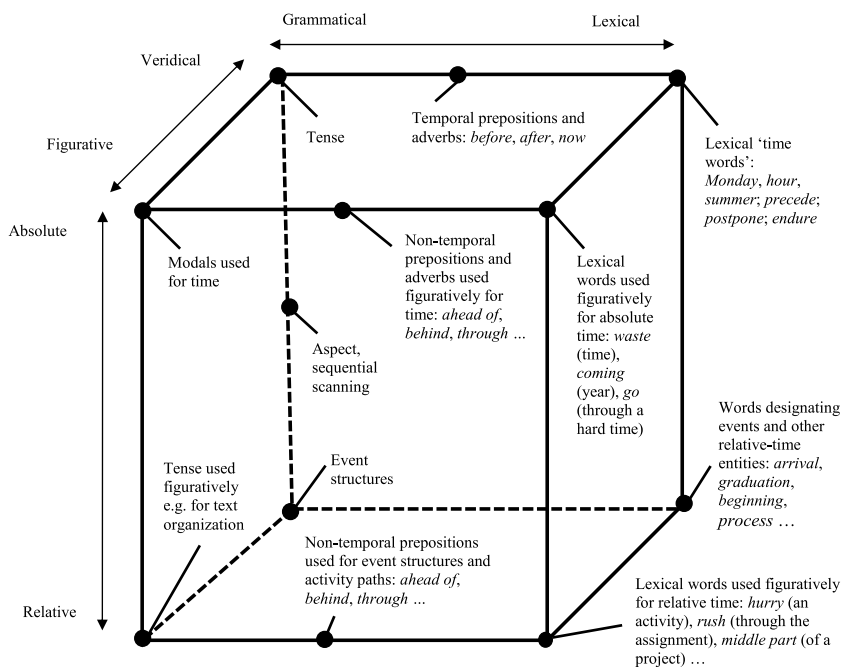 Grammatical
Lexical
Veridical
Figurative
Absolute
Relative
Tense
Temporal prepositions and
adverbs: before, after, now
Lexical ‘time
words’:
Monday, hour,
summer; precede;
postpone; endure
Modals used
for time
Non-temporal
prepositions and
adverbs used
figuratively for
time: ahead of,
behind, through ...
Lexical
words used
figuratively
for absolute
time: waste
(time),
coming
(year), go
(through a
hard time)
Aspect,
sequential
scanning
Words designating
events and other
relative-time
entities: arrival,
graduation,
beginning,
process ...
Tense used
figuratively
e.g. for text
organization
Event
structures
Non-temporal prepositions
used for event structures and
activity paths: ahead of,
behind, through ...
Lexical words used figuratively
for relative time: hurry (an
activity), rush (through the
assignment), middle part (of a
project) ...